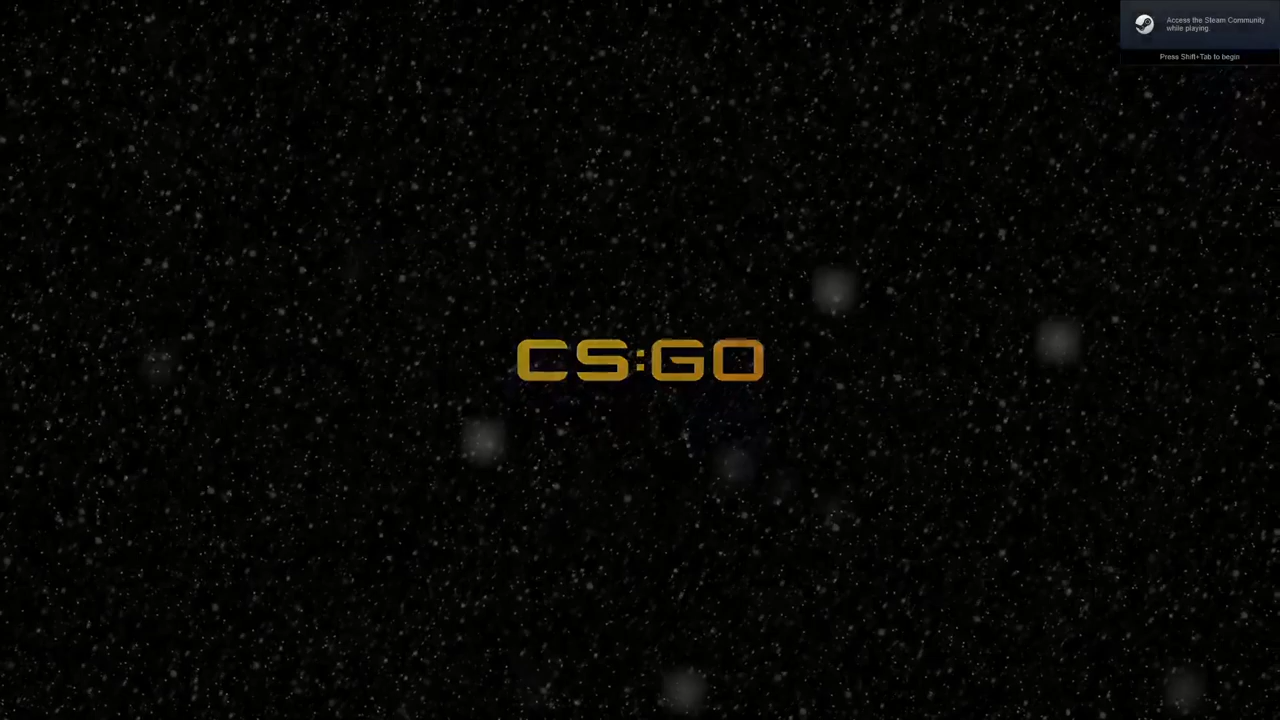 Access the Steam Community
while playing.
Press Shift+Tab to begin
CS:GO